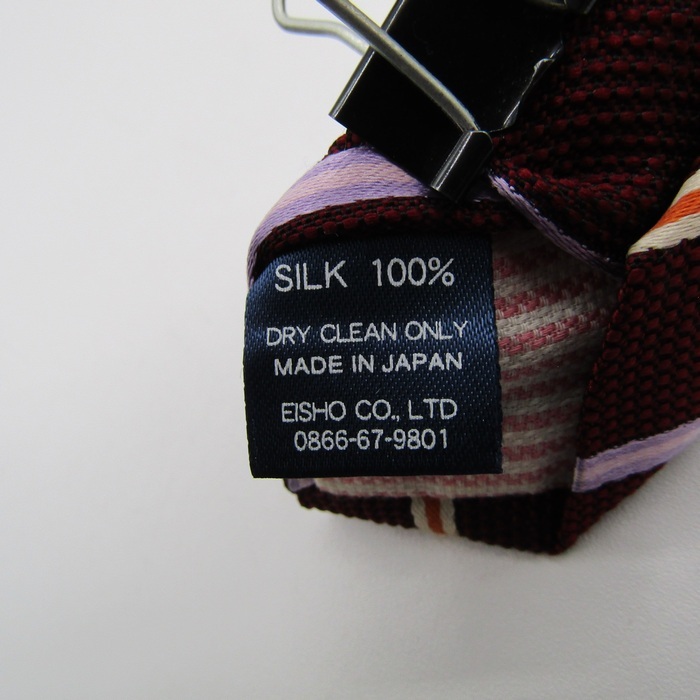 SILK 100%
DRY CLEAN ONLY
MADE IN JAPAN
EISHO CO., LTD
0866-67-9801